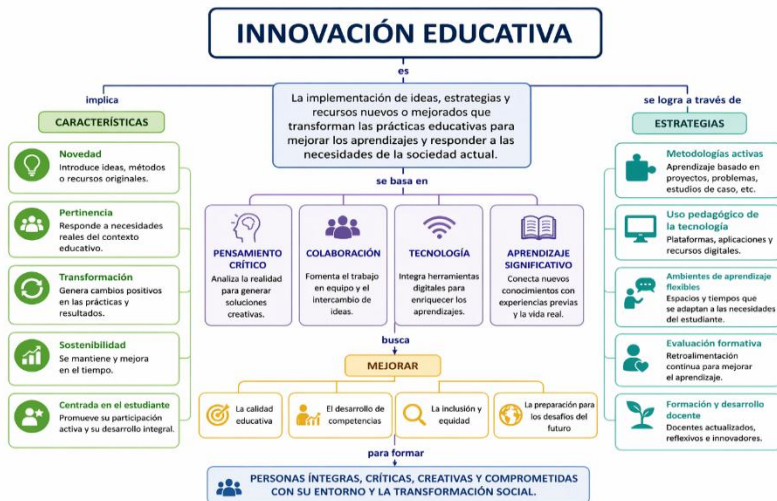 INNOVACIÓN EDUCATIVA
es
implica
se logra a través de
La implementación de ideas, estrategias y
recursos nuevos o mejorados que
transforman las prácticas educativas para
mejorar los aprendizajes y responder a las
necesidades de la sociedad actual.
CARACTERÍSTICAS
Novedad
Introduce ideas, métodos
o recursos originales.
Pertinencia
Responde a necesidades
reales del contexto
educativo.
Transformación
Genera cambios positivos
en las prácticas y
resultados.
Sostenibilidad
Se mantiene y mejora
en el tiempo.
Centrada en el estudiante
Promueve su participación
activa y su desarrollo integral.
se basa en
PENSAMIENTO
CRÍTICO
Analiza la realidad
para generar
soluciones
creativas.
COLABORACIÓN
Fomenta el trabajo
en equipo y el
intercambio de
ideas.
TECNOLOGÍA
Integra herramientas
digitales para
enriquecer los
aprendizajes.
APRENDIZAJE
SIGNIFICATIVO
Conecta nuevos
conocimientos con
experiencias previas
y la vida real.
busca
MEJORAR
La calidad
educativa
El desarrollo de
competencias
La inclusión y
equidad
La preparación para
los desafíos del
futuro
para formar
PERSONAS ÍNTEGRAS, CRÍTICAS, CREATIVAS Y COMPROMETIDAS
CON SU ENTORNO Y LA TRANSFORMACIÓN SOCIAL.
ESTRATEGIAS
Metodologías activas
Aprendizaje basado en
proyectos, problemas,
estudios de caso, etc.
Uso pedagógico de
la tecnología
Plataformas, aplicaciones y
recursos digitales.
Ambientes de aprendizaje
flexibles
Espacios y tiempos que
se adaptan a las necesidades
del estudiante.
Evaluación formativa
Retroalimentación
continua para mejorar
el aprendizaje.
Formación y desarrollo
docente
Docentes actualizados,
reflexivos e innovadores.